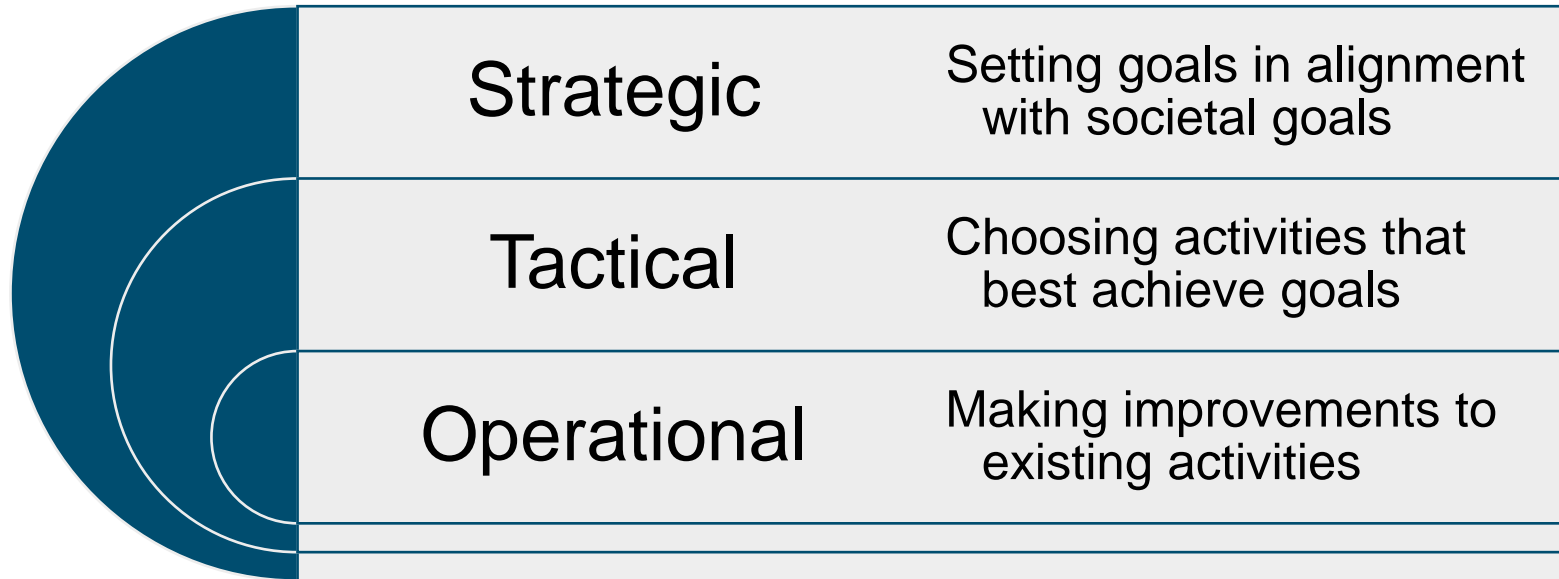 Strategic
Setting goals in alignment
with societal goals
Tactical
Choosing activities that
best achieve goals
Operational
Making improvements to
existing activities